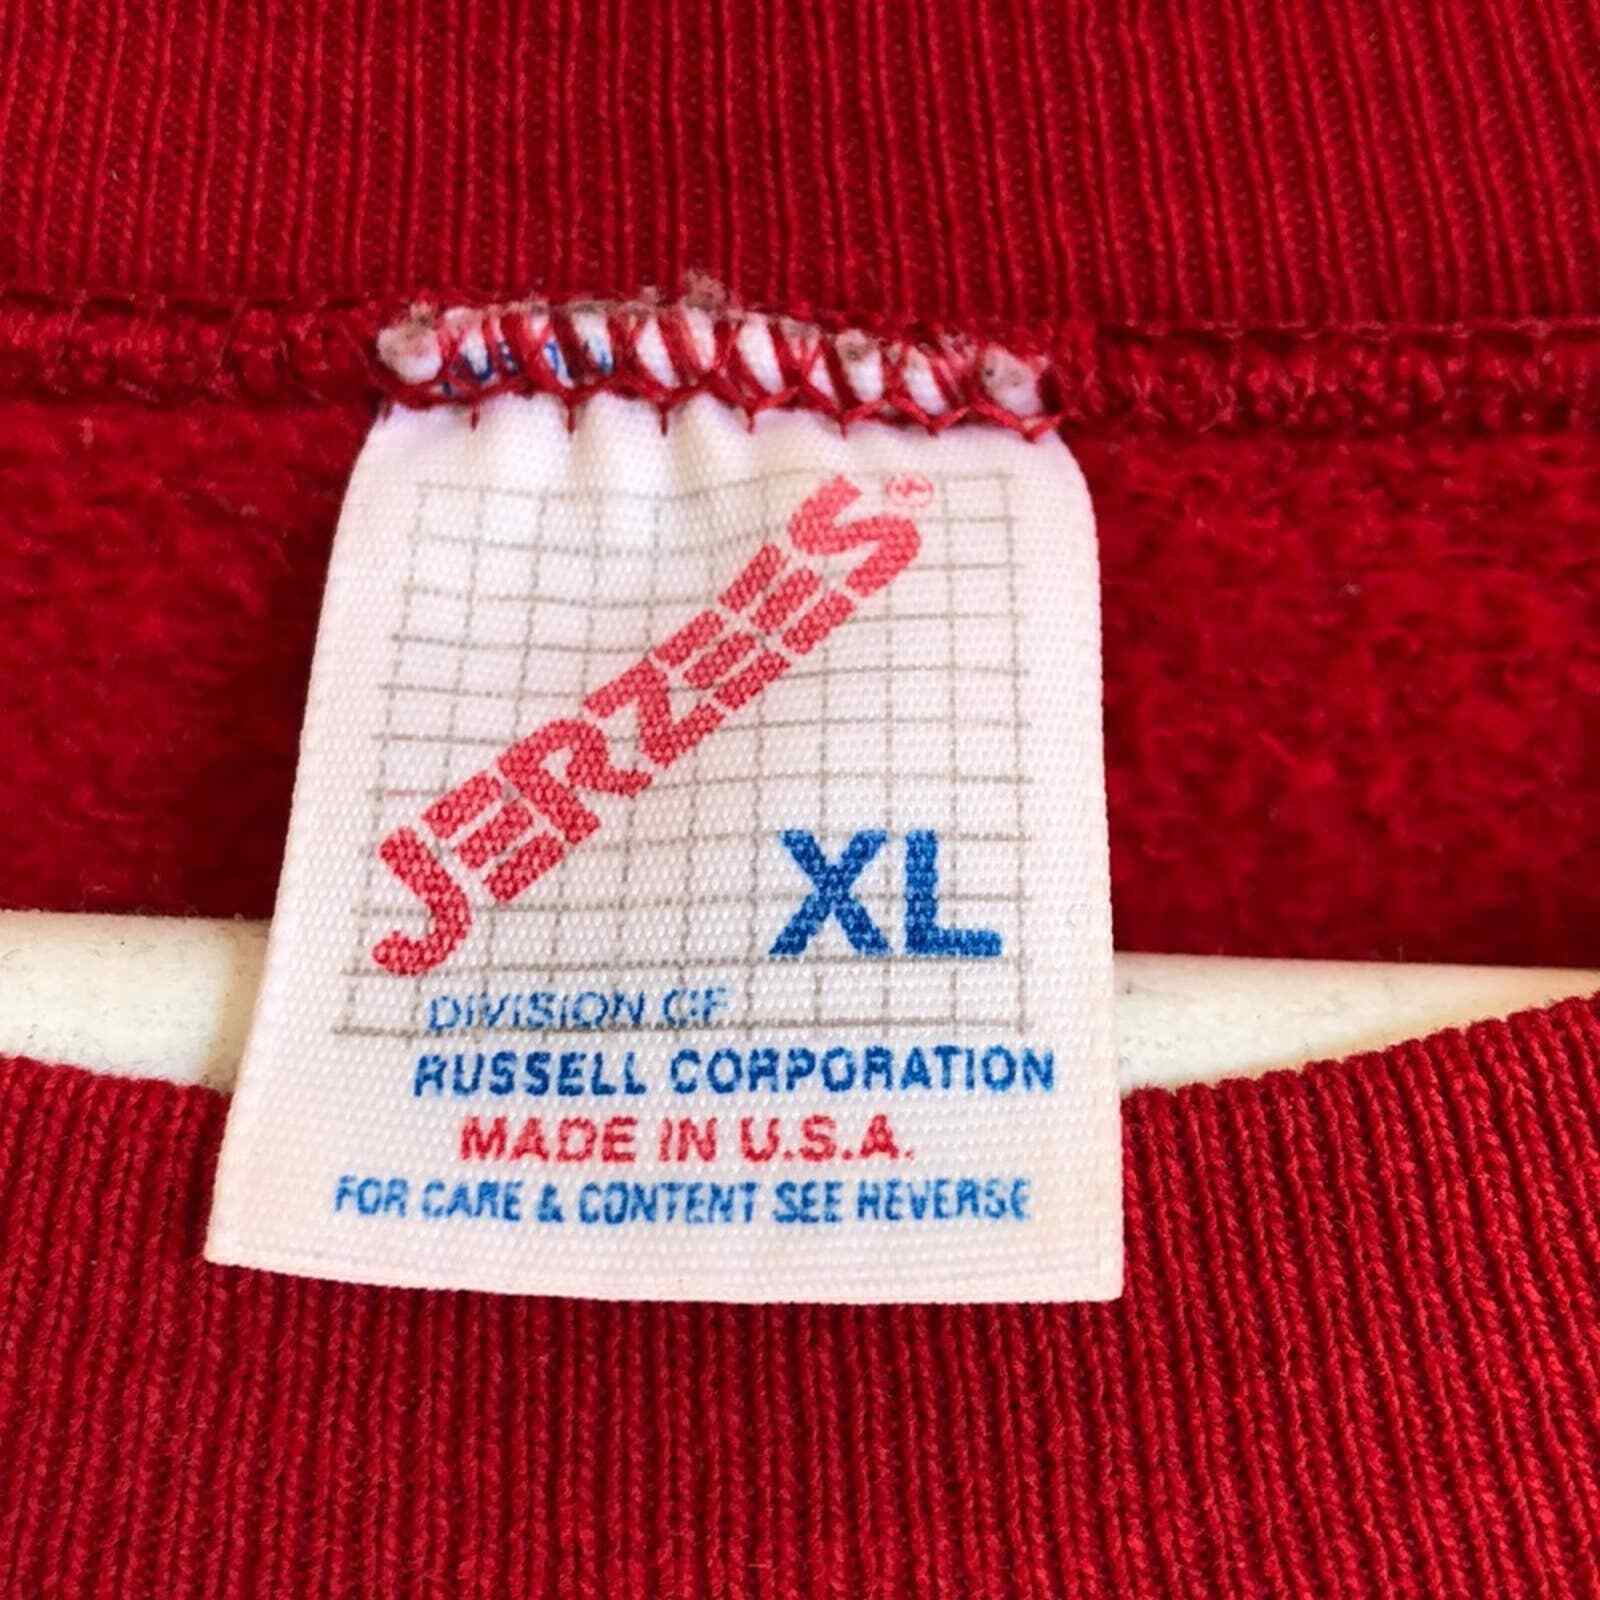 JERZEES®
XL
DIVISION OF
RUSSELL CORPORATION
MADE IN U.S.A.
FOR CARE & CONTENT SEE REVERSE